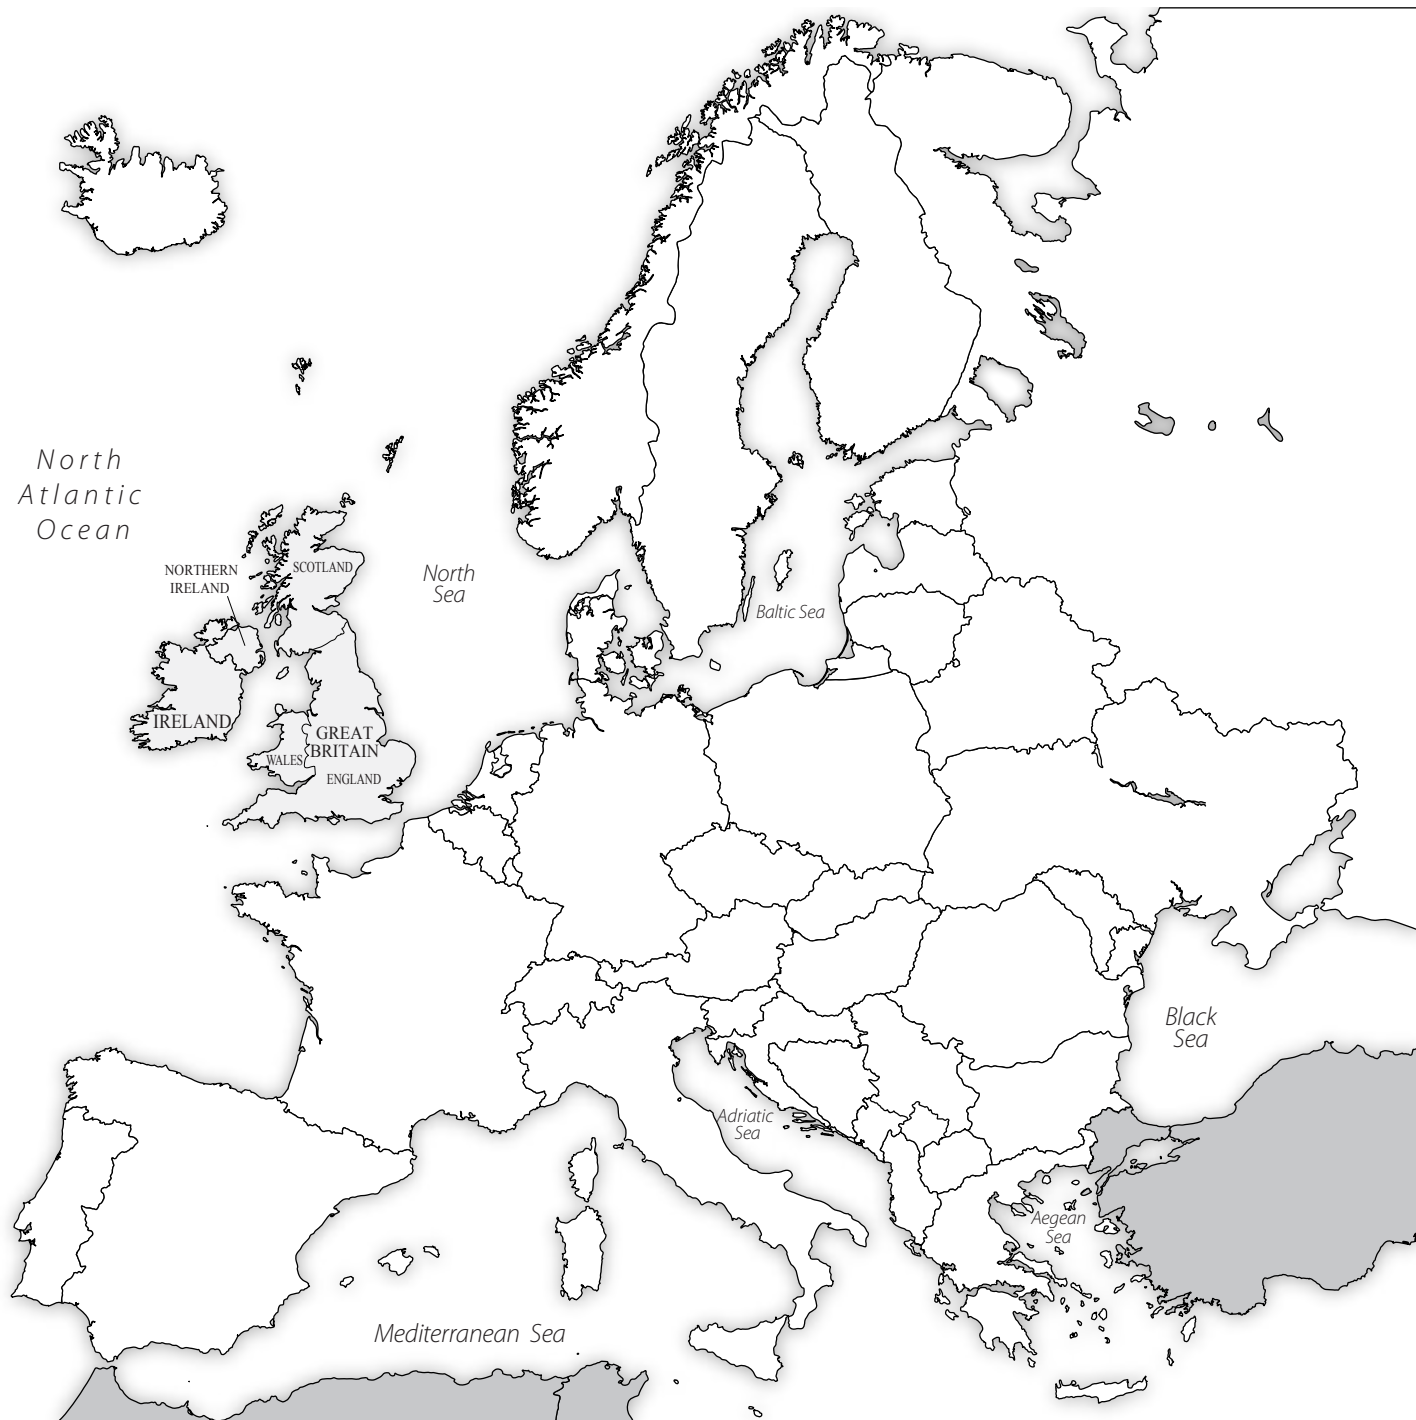 North
Atlantic
Ocean
NORTHERN
IRELAND
SCOTLAND
North
Sea
Baltic Sea
IRELAND
GREAT
BRITAIN
WALES
ENGLAND
Black
Sea
Adriatic
Sea
Aegean
Sea
Mediterranean Sea